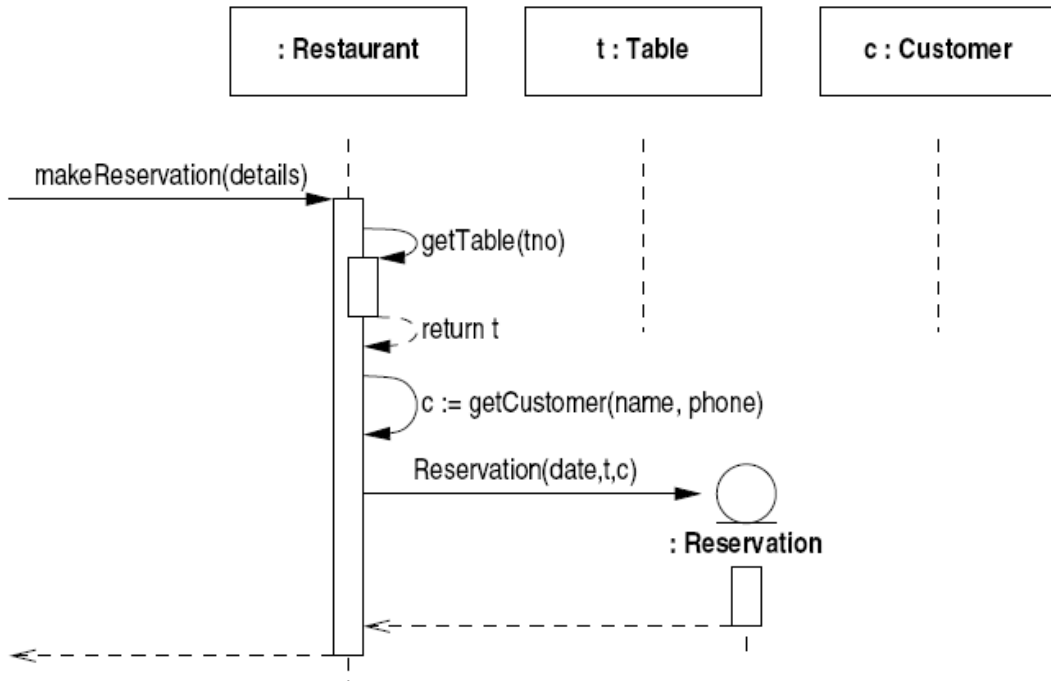 : Restaurant
t : Table
c : Customer
makeReservation(details)
getTable(tno)
return t
c := getCustomer(name, phone)
Reservation(date,t,c)
: Reservation